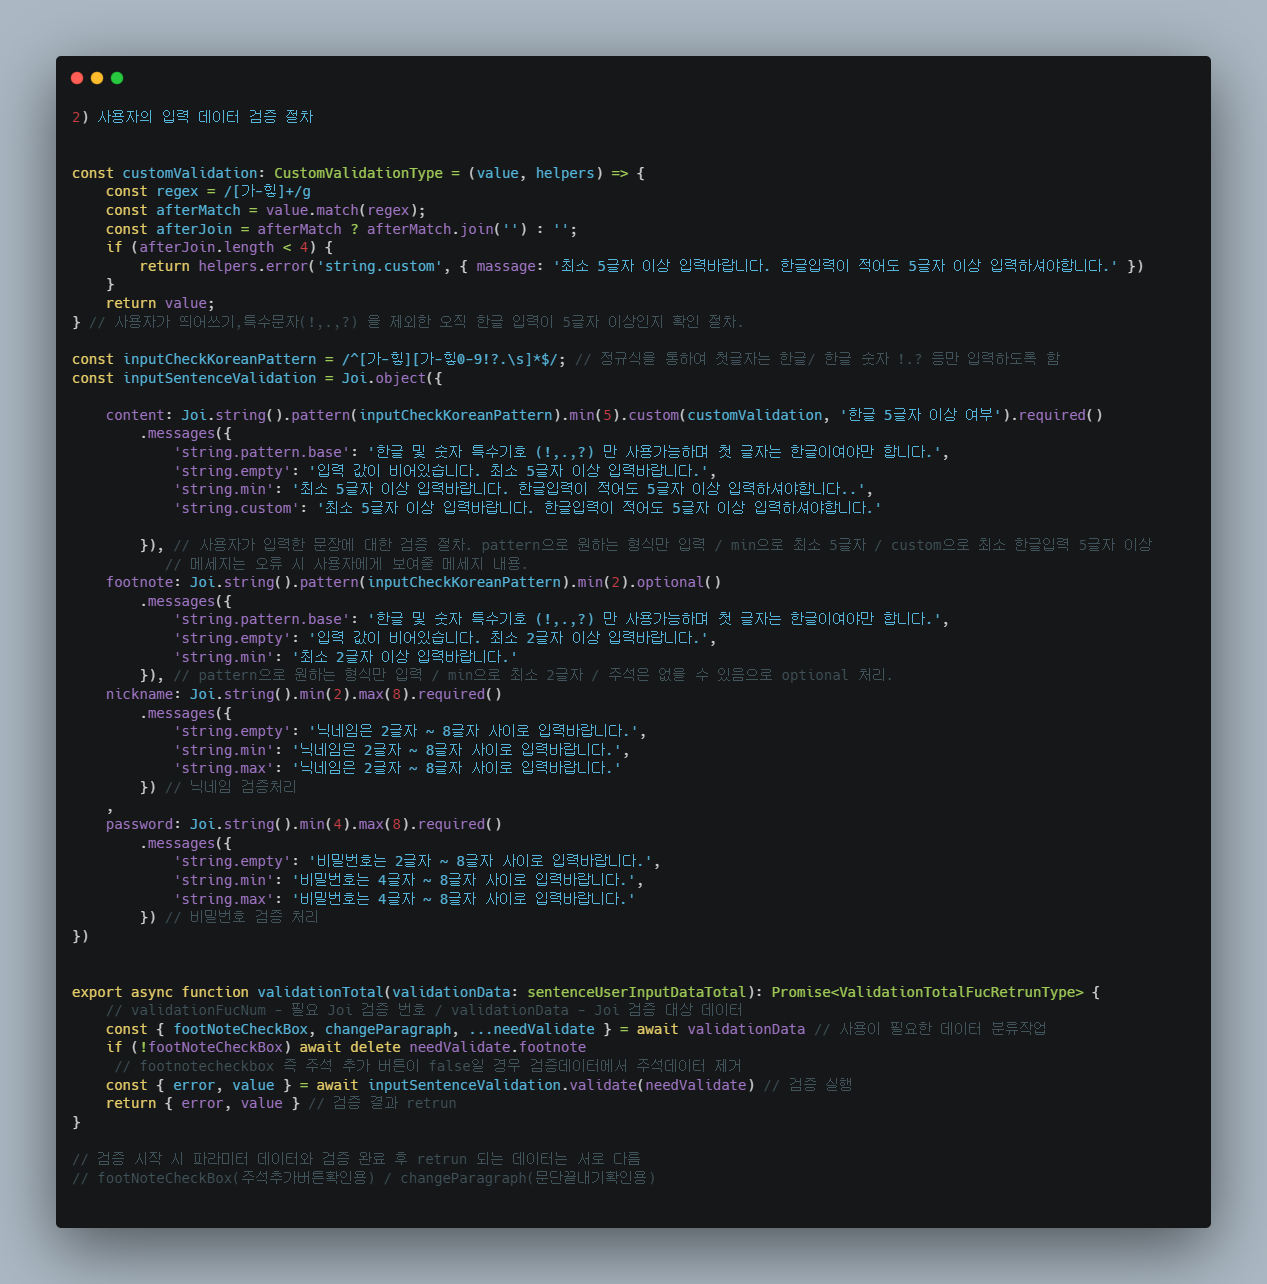 2) 사용자의 입력 데이터 검증 절차
const customValidation: CustomValidationType = (value, helpers) => {
const regex = /[가-힣]+/g
const afterMatch = value.match(regex);
const afterJoin = afterMatch ? afterMatch.join('') : '';
if (afterJoin.length < 4) {
return helpers.error('string.custom', { massage: '최소 5글자 이상 입력바랍니다. 한글입력이 적어도 5글자 이상 입력하셔야합니다.' })
}
return value;
} // 사용자가 띄어쓰기,특수문자(!,.,?) 을 제외한 오직 한글 입력이 5글자 이상인지 확인 절차.
const inputCheckKoreanPattern = /^[가-힣][가-힣0-9!?.\s]*$/; // 정규식을 통하여 첫글자는 한글/ 한글 숫자 !.? 등만 입력하도록 함
const inputSentenceValidation = Joi.object({
content: Joi.string().pattern(inputCheckKoreanPattern).min(5).custom(customValidation, '한글 5글자 이상 여부').required()
.messages({
'string.pattern.base': '한글 및 숫자 특수기호 (!,.,?) 만 사용가능하며 첫 글자는 한글이여야만 합니다.',
'string.empty': '입력 값이 비어있습니다. 최소 5글자 이상 입력바랍니다.',
'string.min': '최소 5글자 이상 입력바랍니다. 한글입력이 적어도 5글자 이상 입력하셔야합니다..',
'string.custom': '최소 5글자 이상 입력바랍니다. 한글입력이 적어도 5글자 이상 입력하셔야합니다.'
}), // 사용자가 입력한 문장에 대한 검증 절차. pattern으로 원하는 형식만 입력 / min으로 최소 5글자 / custom으로 최소 한글입력 5글자 이상
// 메세지는 오류 시 사용자에게 보여줄 메세지 내용.
footnote: Joi.string().pattern(inputCheckKoreanPattern).min(2).optional()
.messages({
'string.pattern.base': '한글 및 숫자 특수기호 (!,.,?) 만 사용가능하며 첫 글자는 한글이여야만 합니다.',
'string.empty': '입력 값이 비어있습니다. 최소 2글자 이상 입력바랍니다.',
'string.min': '최소 2글자 이상 입력바랍니다.'
}), // pattern으로 원하는 형식만 입력 / min으로 최소 2글자 / 주석은 없을 수 있음으로 optional 처리.
nickname: Joi.string().min(2).max(8).required()
.messages({
'string.empty': '닉네임은 2글자 ~ 8글자 사이로 입력바랍니다.',
'string.min': '닉네임은 2글자 ~ 8글자 사이로 입력바랍니다.',
'string.max': '닉네임은 2글자 ~ 8글자 사이로 입력바랍니다.'
}) // 닉네임 검증처리
,
password: Joi.string().min(4).max(8).required()
.messages({
'string.empty': '비밀번호는 2글자 ~ 8글자 사이로 입력바랍니다.',
'string.min': '비밀번호는 4글자 ~ 8글자 사이로 입력바랍니다.',
'string.max': '비밀번호는 4글자 ~ 8글자 사이로 입력바랍니다.'
}) // 비밀번호 검증 처리
})
export async function validationTotal(validationData: sentenceUserInputDataTotal): Promise<ValidationTotalFucRetrunType> {
// validationFucNum - 필요 Joi 검증 번호 / validationData - Joi 검증 대상 데이터
const { footNoteCheckBox, changeParagraph, ...needValidate } = await validationData // 사용이 필요한 데이터 분류작업
if (!footNoteCheckBox) await delete needValidate.footnote
// footnotecheckbox 즉 주석 추가 버튼이 false일 경우 검증데이터에서 주석데이터 제거
const { error, value } = await inputSentenceValidation.validate(needValidate) // 검증 실행
return { error, value } // 검증 결과 retrun
}
// 검증 시작 시 파라미터 데이터와 검증 완료 후 retrun 되는 데이터는 서로 다름
// footNoteCheckBox(주석추가버튼확인용) / changeParagraph(문단끝내기확인용)